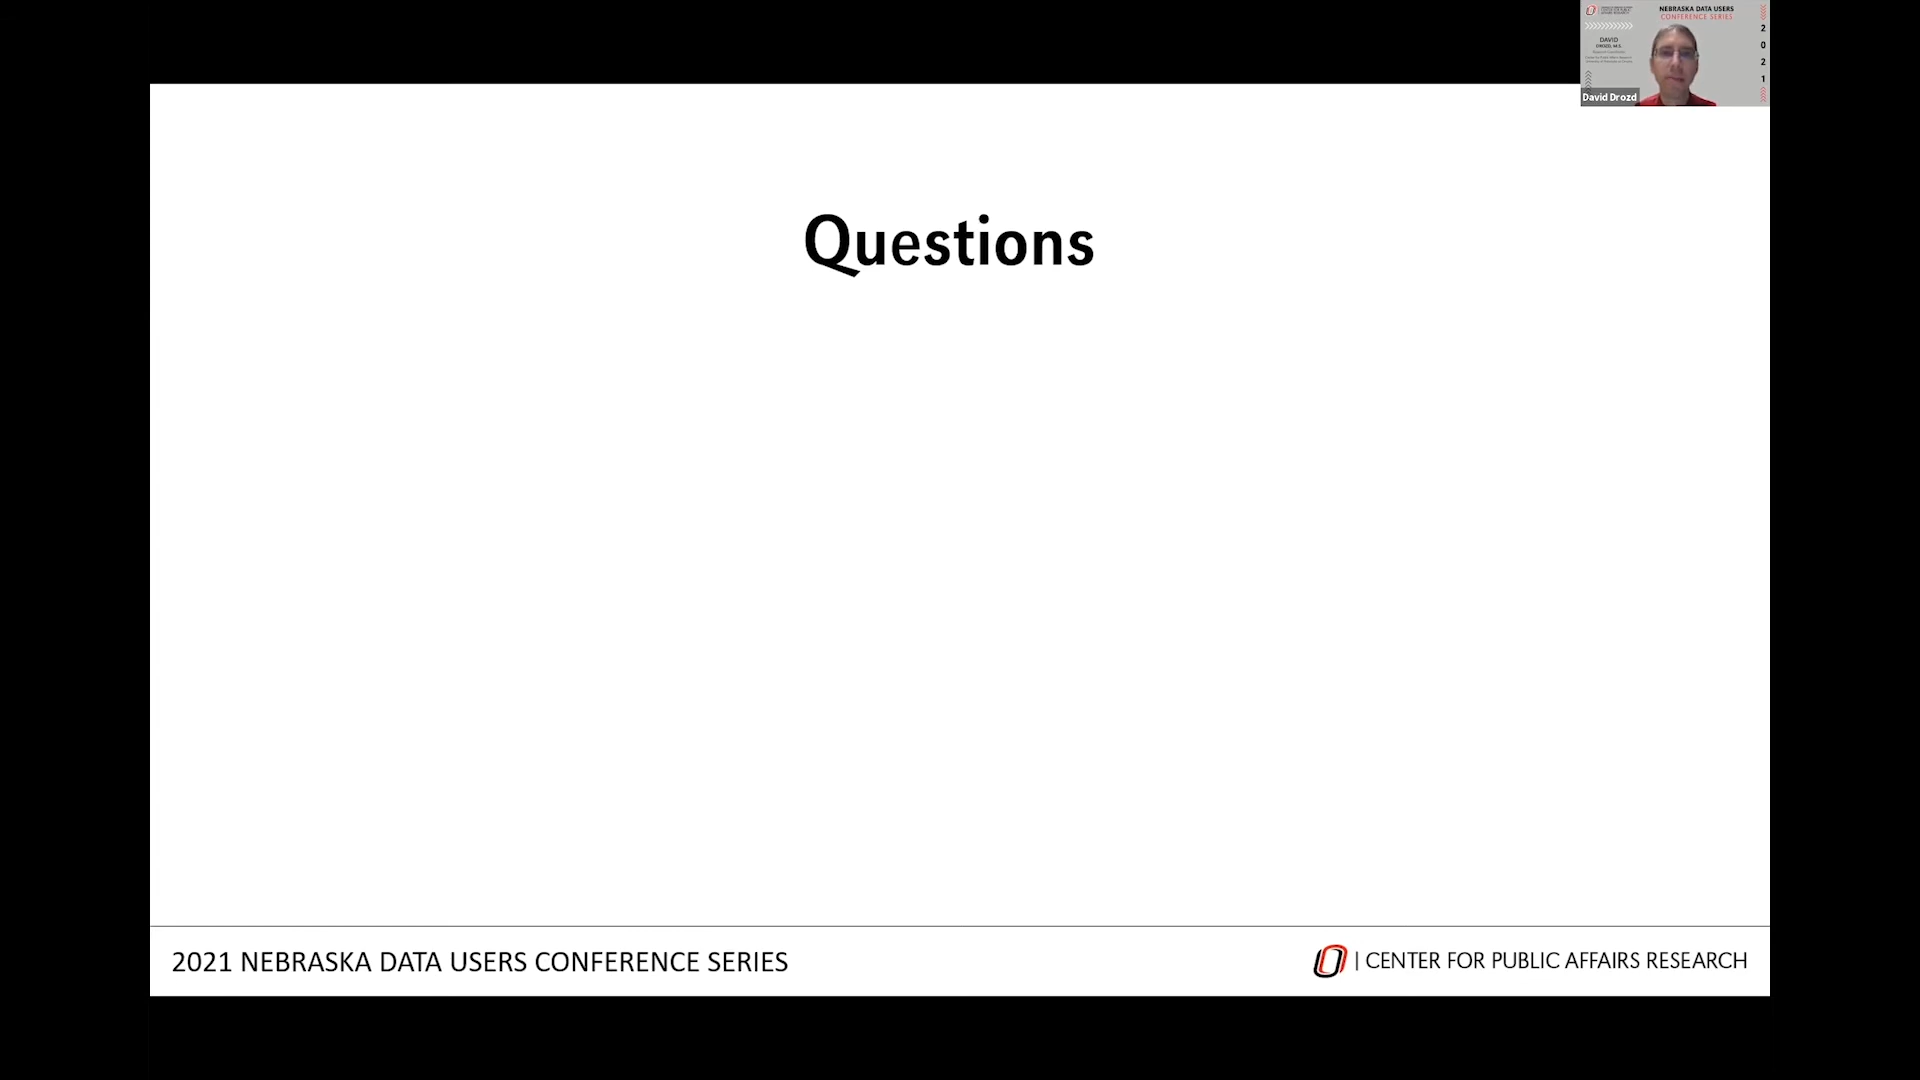 NEBRASKA DATA USERS
CONFERENCE SERIES
DAVID
DROZD, M.S.
2
0
2
1
David Drozd
Questions
2021 NEBRASKA DATA USERS CONFERENCE SERIES
| CENTER FOR PUBLIC AFFAIRS RESEARCH